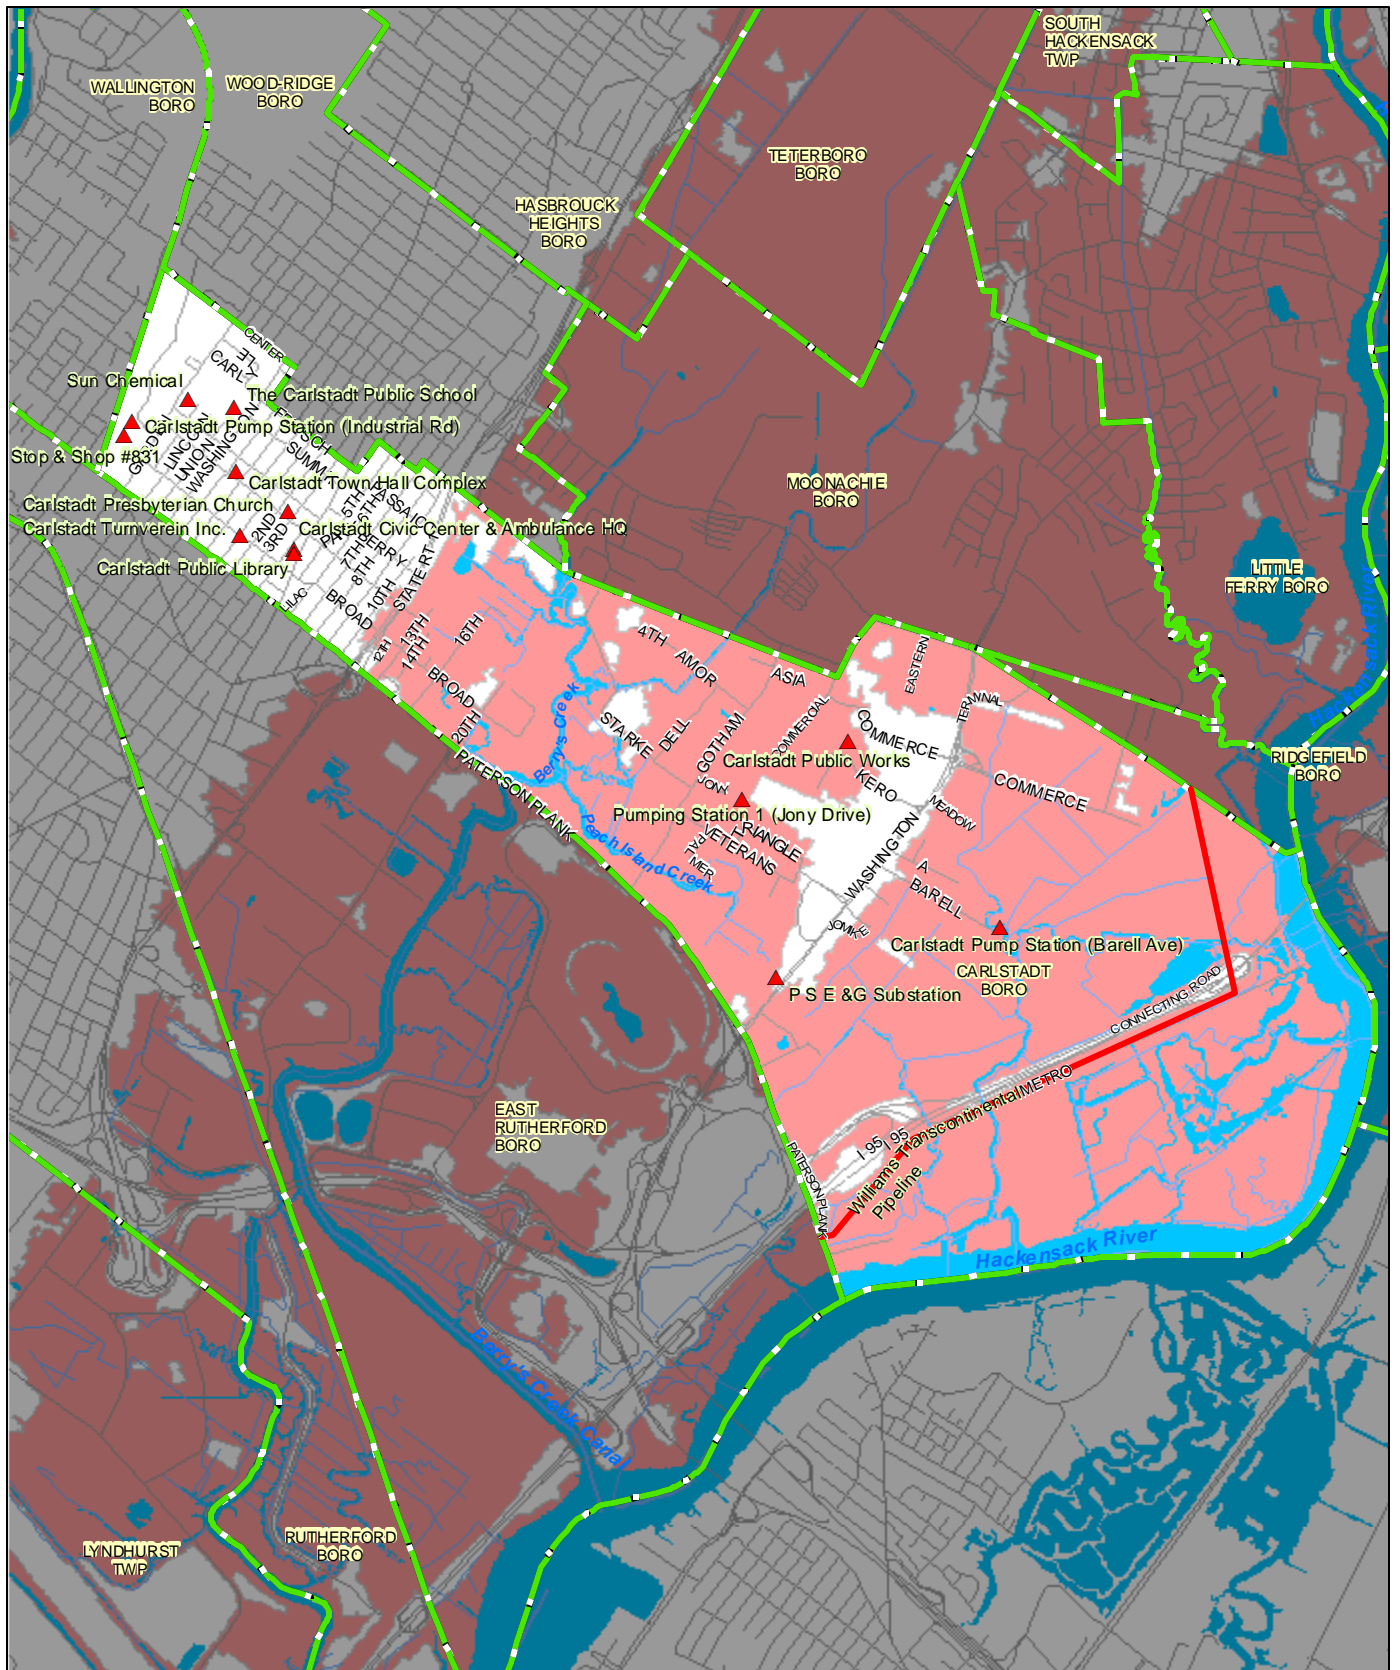 SOUTH
HACKENSACK
TWP
WALLINGTON
BORO
WOOD-RIDGE
BORO
TETERBORO
BORO
HASBROUCK
HEIGHTS
BORO
CENTER
CARLYLE
Sun Chemical
The Carlstadt Public School
Carlstadt Pump Station (Industrial Rd)
Stop & Shop #831
LINCOLN
UNION
WASHINGTON
Carlstadt Town Hall Complex
MOONACHIE
BORO
Carlstadt Presbyterian Church
Carlstadt Turnverein Inc.
Carlstadt Civic Center & Ambulance HQ
Carlstadt Public Library
2ND
3RD
5TH
6TH
7TH
8TH
10TH
BERRY
STATE RT
LILAC
BROAD
12TH
13TH
14TH
16TH
BROAD
20TH
PATERSON PLANK
LITTLE
FERRY BORO
Hackensack River
Hackensack River
4TH
AMOR
ASIA
EASTERN
TERMINAL
STARKE
DELL
GOTHAM
COMMERCIAL
COMMERCE
Berry's Creek
Carlstadt Public Works
RIDGEFIELD
BORO
JONY
KERO
COMMERCE
MEADOW
Pumping Station 1 (Jony Drive)
TRIANGLE
VETERANS
PALMER
Peach Island Creek
WASHINGTON
A
BARELL
JOMIKE
Carlstadt Pump Station (Barell Ave)
CARLSTADT
BORO
P S E &G Substation
CONNECTING ROAD
METRO
EAST
RUTHERFORD
BORO
I 95
I 95
Williams Transcontinental
Pipeline
PATERSON PLANK
Hackensack River
Berry's Creek Canal
LYNDHURST
TWP
RUTHERFORD
BORO